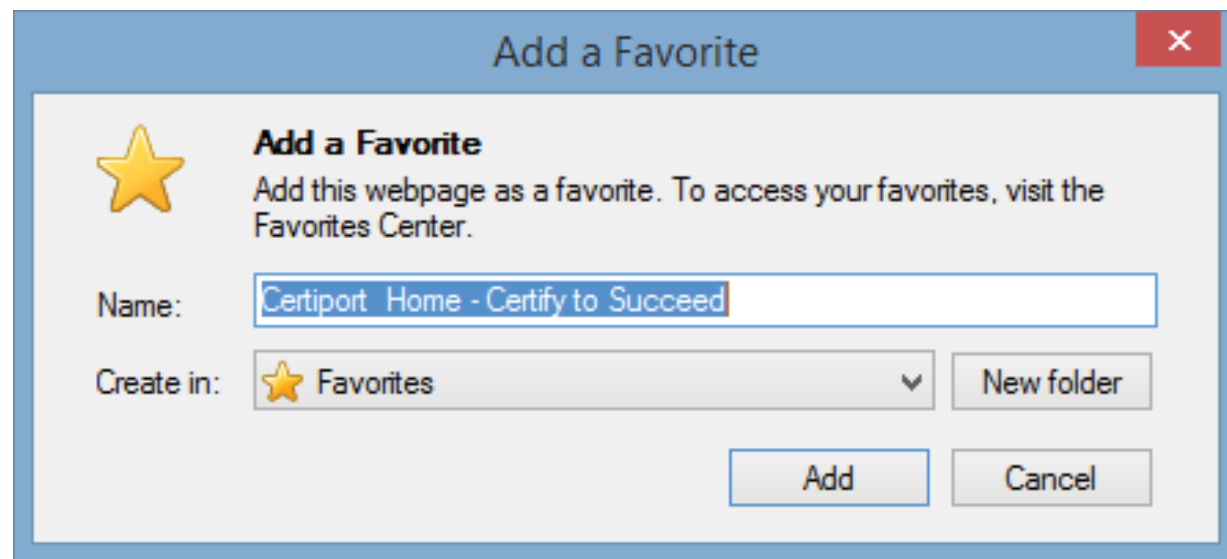 Add a Favorite
Add a Favorite
Add this webpage as a favorite. To access your favorites, visit the
Favorites Center.
Name: Certiport  Home - Certify to Succeed
Create in: Favorites New folder
Add Cancel